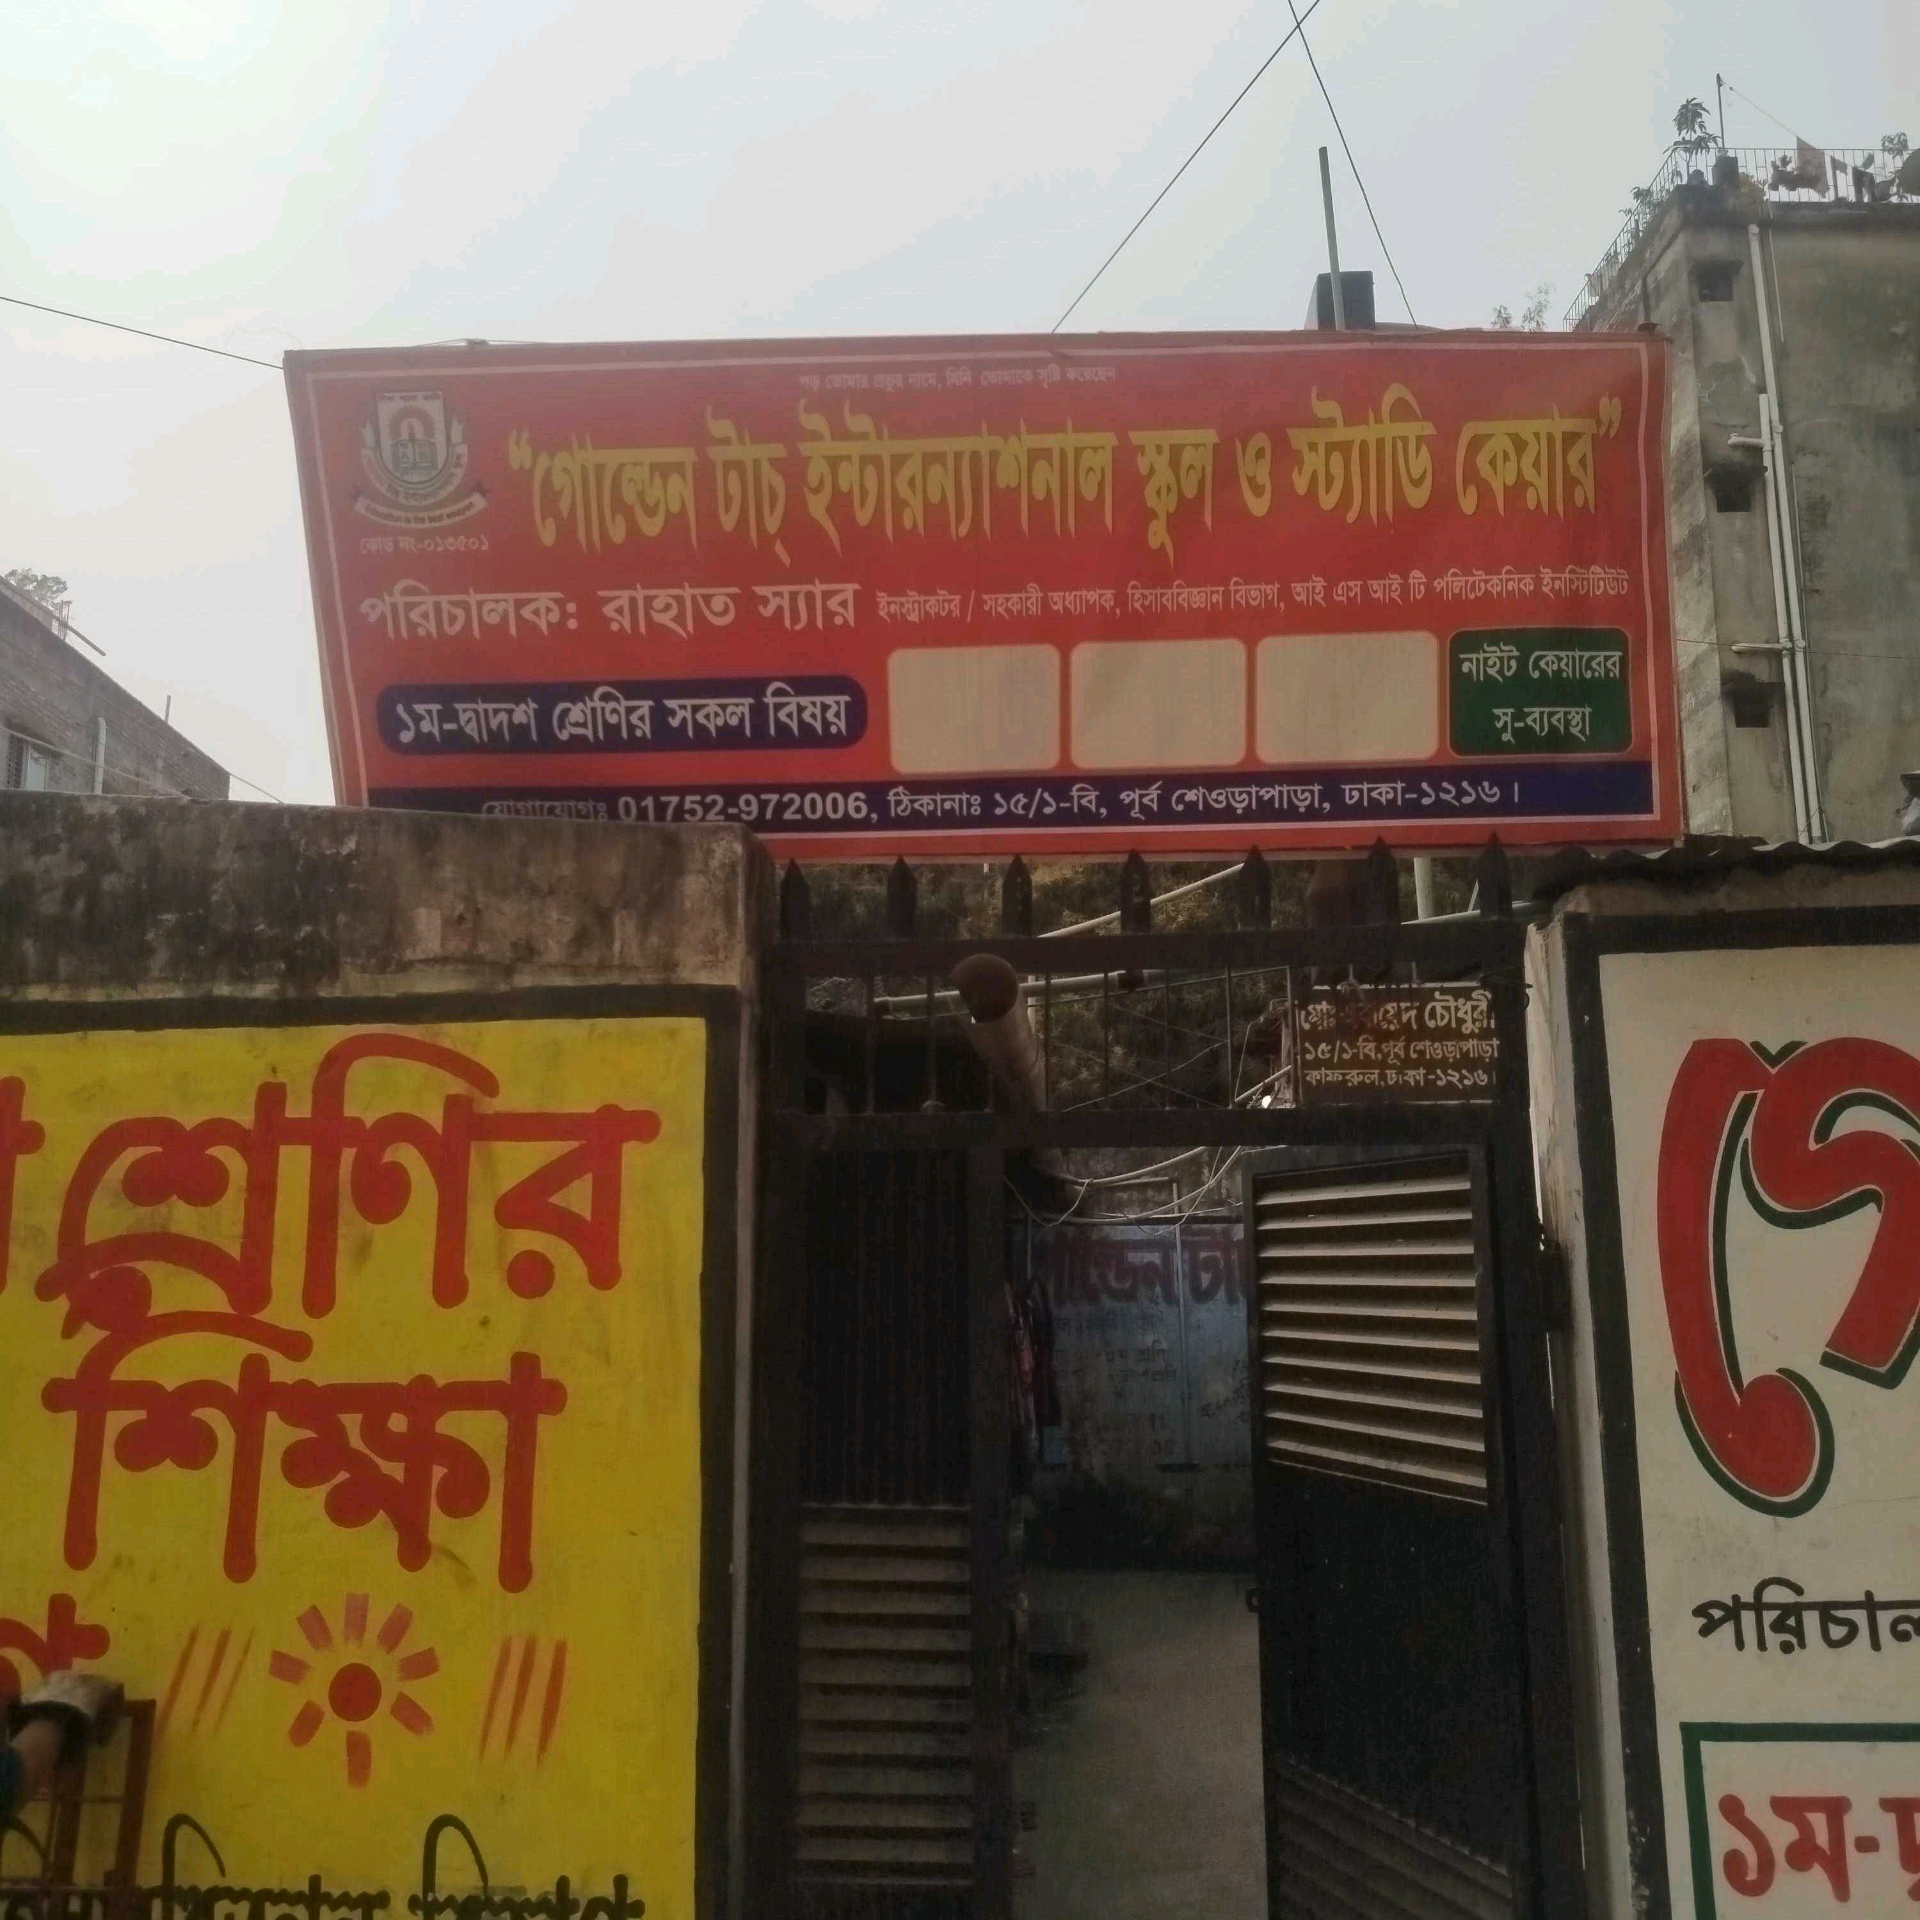 পড় তোমার প্রভুর নামে, যিনি তোমাকে সৃষ্টি করেছেন
“গোল্ডেন টাচ্ ইন্টারন্যাশনাল স্কুল ও স্ট্যাডি কেয়ার”
কোড নং-০১৩৫০১
পরিচালক: রাহাত স্যার ইনস্ট্রাকটর / সহকারী অধ্যাপক, হিসাববিজ্ঞান বিভাগ, আই এস আই টি পলিটেকনিক ইনস্টিটিউট
১ম-দ্বাদশ শ্রেণির সকল বিষয়
নাইট কেয়ারের
সু-ব্যবস্থা
যোগাযোগঃ 01752-972006, ঠিকানাঃ ১৫/১-বি, পূর্ব শেওড়াপাড়া, ঢাকা-১২১৬।
চৌধুরী
১৫/১-বি,পূর্ব শেওড়াপাড়া
কাফরুল,ঢাকা-১২১৬।
শ্রেণির
শিক্ষা
গো
পরিচাল
১ম-দ্ব